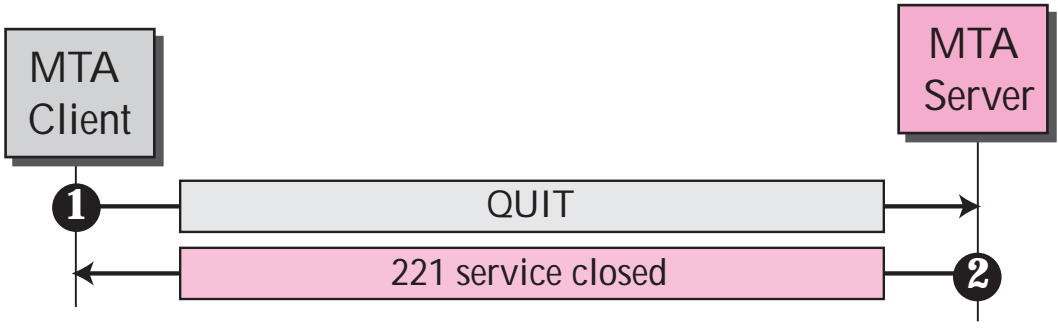 MTA
Client
MTA
Server
1
QUIT
221 service closed
2